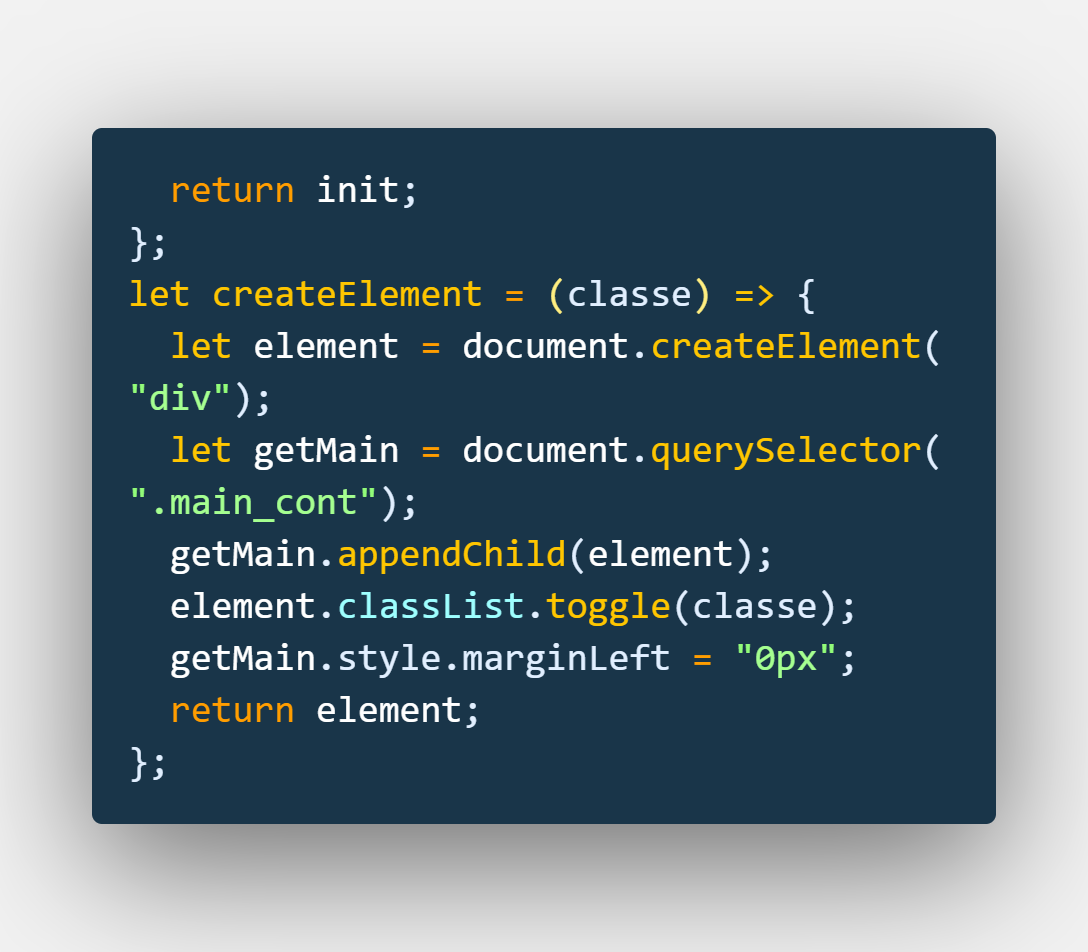 return init;
};
let createElement = (classe) => {
  let element = document.createElement(
"div");
  let getMain = document.querySelector(
".main_cont");
  getMain.appendChild(element);
  element.classList.toggle(classe);
  getMain.style.marginLeft = "0px";
  return element;
};